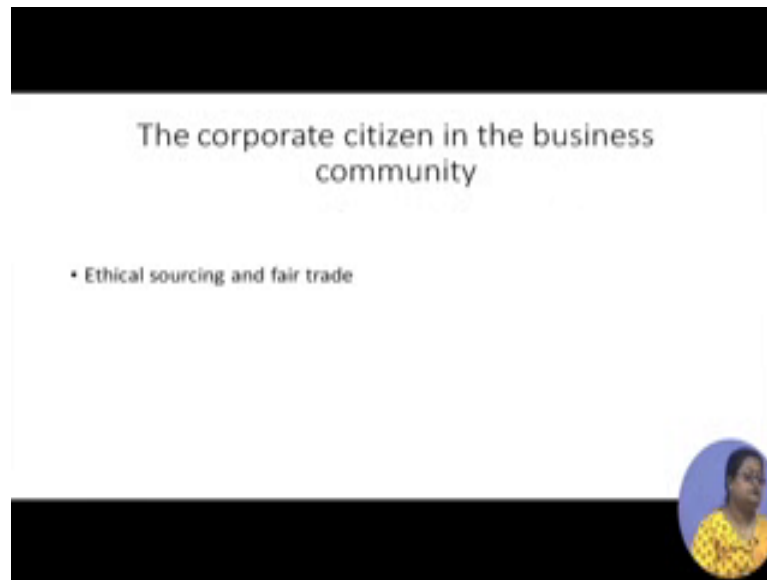 The corporate citizen in the business
community
• Ethical sourcing and fair trade